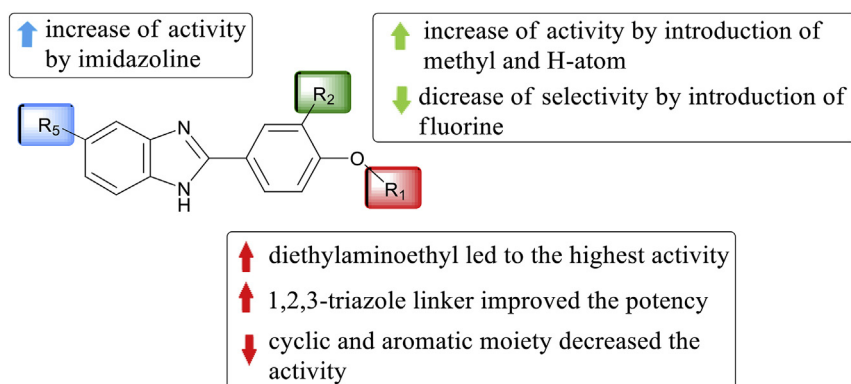 increase of activity
by imidazoline
increase of activity by introduction of
methyl and H-atom
dicrease of selectivity by introduction of
fluorine
R5
N
N
H
R2
O
R1
diethylaminoethyl led to the highest activity
1,2,3-triazole linker improved the potency
cyclic and aromatic moiety decreased the
activity